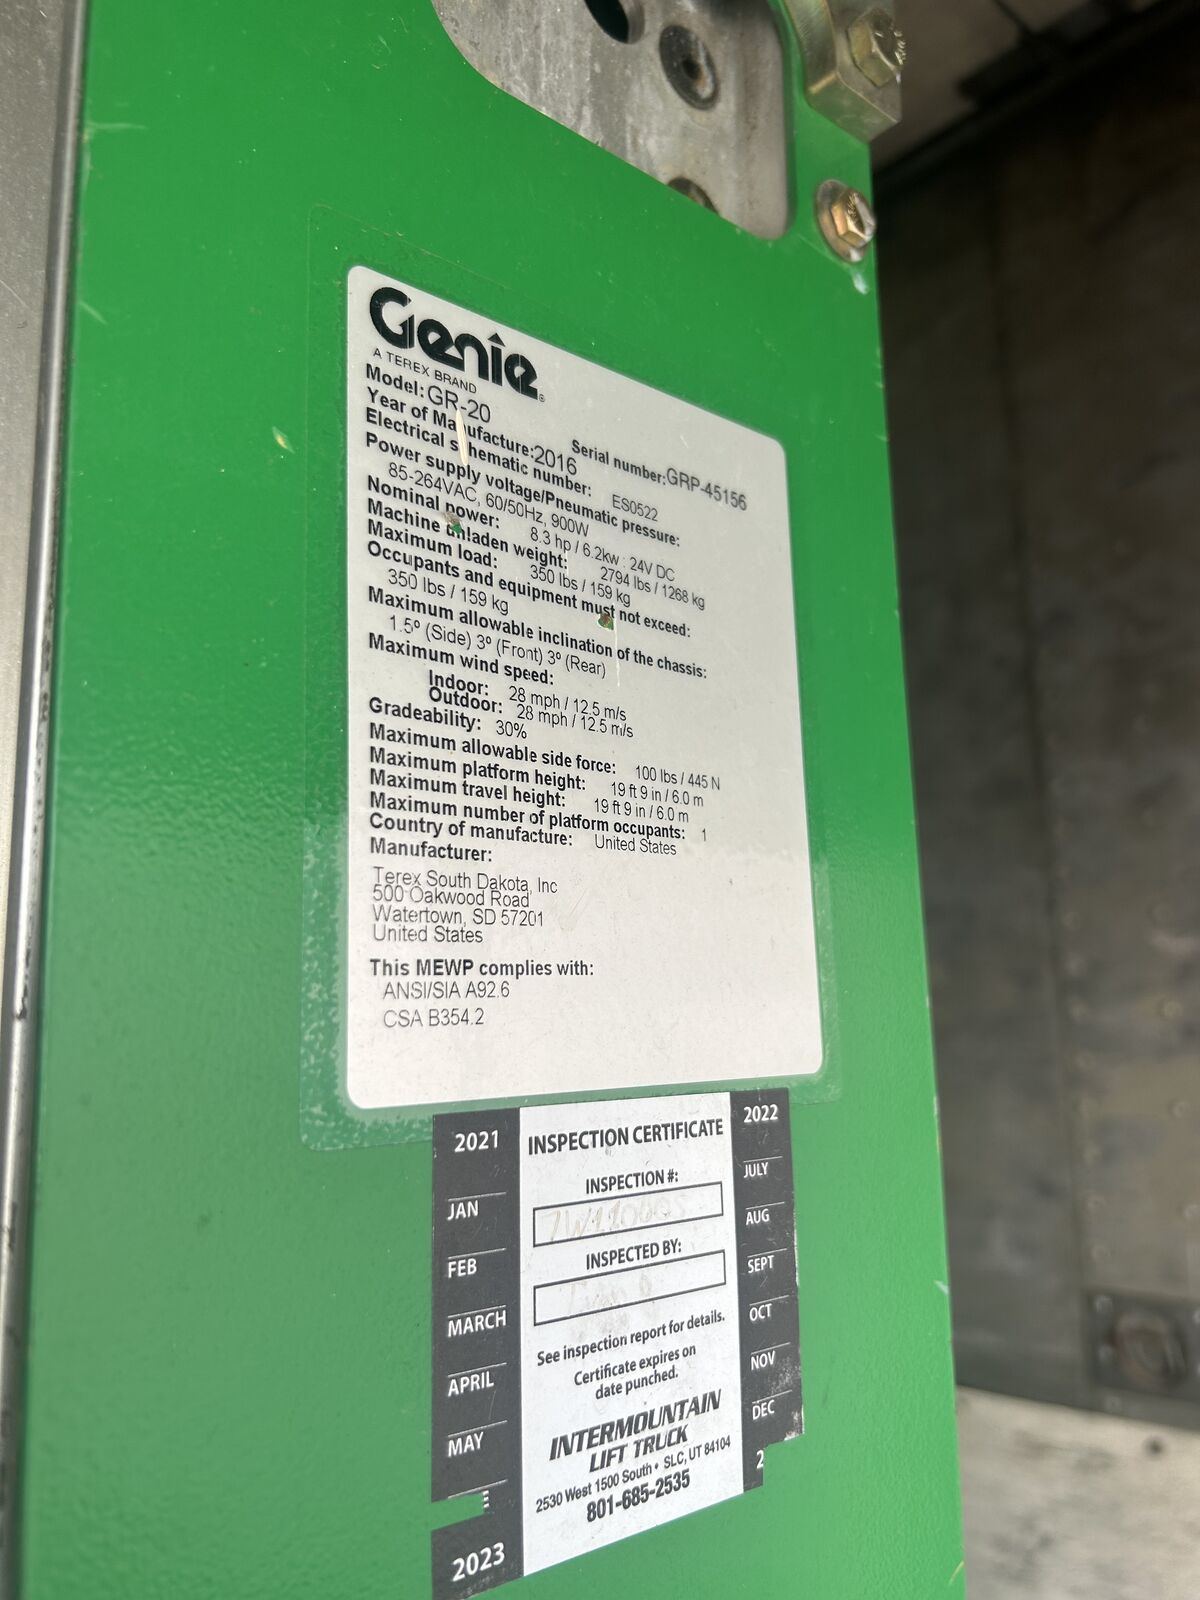 Genie
A TEREX BRAND
Model: GR-20
Serial number: GRP-45156
Year of Manufacture: 2016
Electrical schematic number: ES0522
Power supply voltage/Pneumatic pressure:
85-264VAC, 60/50Hz, 900W
Nominal power: 8.3 hp / 6.2kw : 24V DC
Machine unladen weight: 2794 lbs / 1268 kg
Maximum load: 350 lbs / 159 kg
Occupants and equipment must not exceed:
350 lbs / 159 kg
Maximum allowable inclination of the chassis:
1.5º (Side) 3º (Front) 3º (Rear)
Maximum wind speed:
Indoor: 28 mph / 12.5 m/s
Outdoor: 28 mph / 12.5 m/s
Gradeability: 30%
Maximum allowable side force: 100 lbs / 445 N
Maximum platform height: 19 ft 9 in / 6.0 m
Maximum travel height: 19 ft 9 in / 6.0 m
Maximum number of platform occupants: 1
Country of manufacture: United States
Manufacturer:
Terex South Dakota, Inc
500 Oakwood Road
Watertown, SD 57201
United States
This MEWP complies with:
ANSI/SIA A92.6
CSA B354.2
2021
JAN
FEB
MARCH
APRIL
MAY
2023
INSPECTION CERTIFICATE
INSPECTION #:
INSPECTED BY:
See inspection report for details.
Certificate expires on
date punched.
INTERMOUNTAIN
LIFT TRUCK
2530 West 1500 South • SLC, UT 84104
801-685-2535
2022
JULY
AUG
SEPT
OCT
NOV
DEC
2